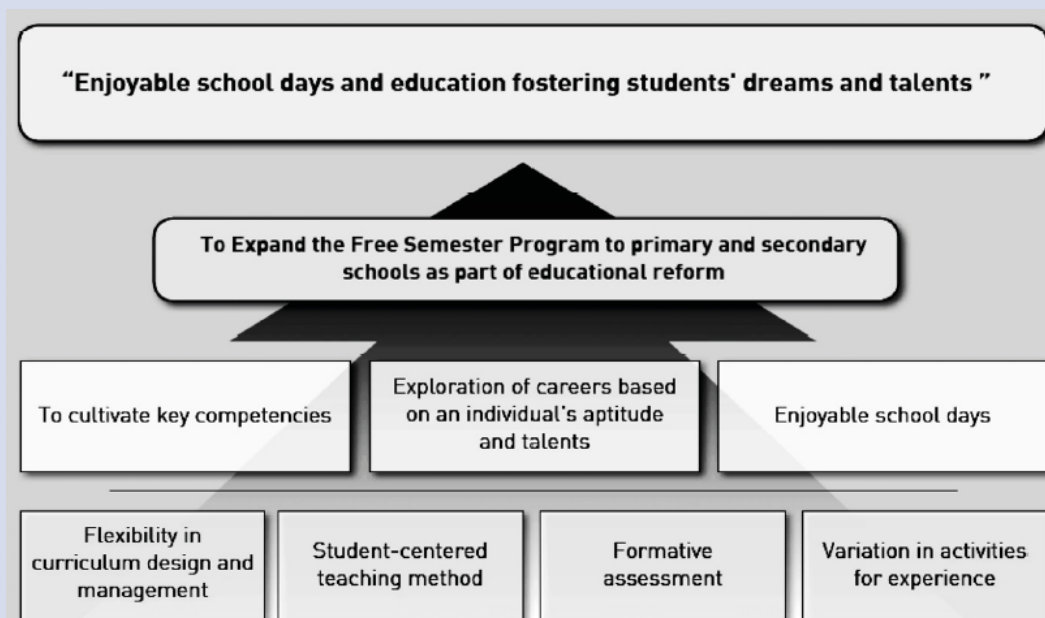 “Enjoyable school days and education fostering students' dreams and talents ”
To Expand the Free Semester Program to primary and secondary
schools as part of educational reform
To cultivate key competencies
Exploration of careers based
on an individual's aptitude
and talents
Enjoyable school days
Flexibility in
curriculum design and
management
Student-centered
teaching method
Formative
assessment
Variation in activities
for experience